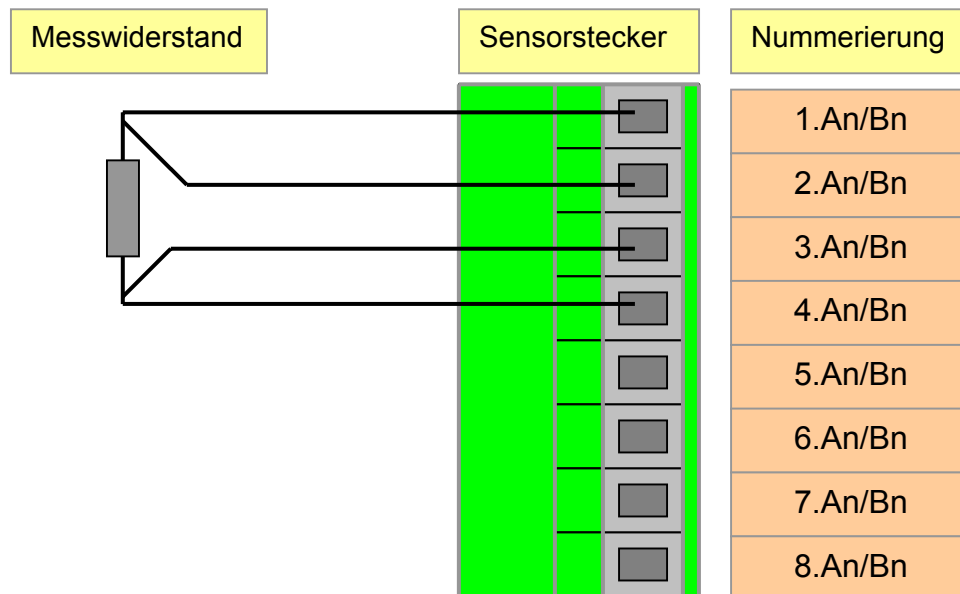 Messwiderstand
Sensorstecker
Nummerierung
1.An/Bn
2.An/Bn
3.An/Bn
4.An/Bn
5.An/Bn
6.An/Bn
7.An/Bn
8.An/Bn